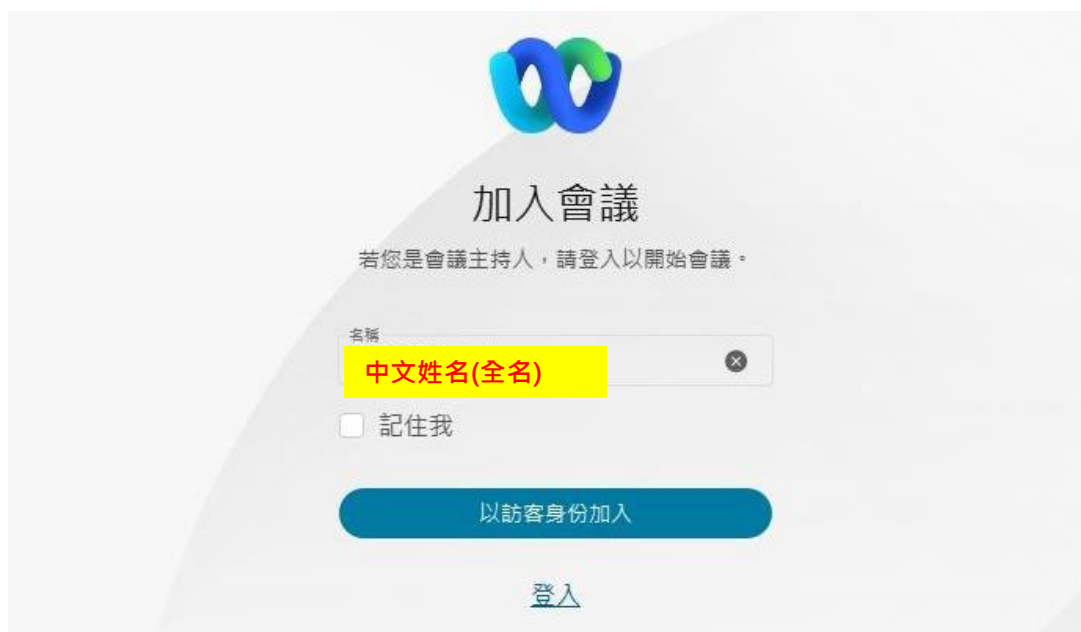 加入會議
若您是會議主持人，請登入以開始會議。
名稱
中文姓名(全名)
記住我
以訪客身份加入
登入